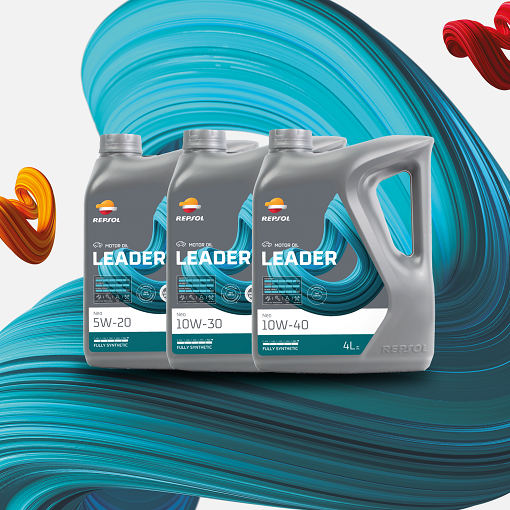 REPSOL
MOTOR OIL
LEADER
Neo
5W-20
FULLY SYNTHETIC
REPSOL
MOTOR OIL
LEADER
Neo
10W-30
FULLY SYNTHETIC
REPSOL
MOTOR OIL
LEADER
Neo
10W-40
FULLY SYNTHETIC
4L
REPSOL